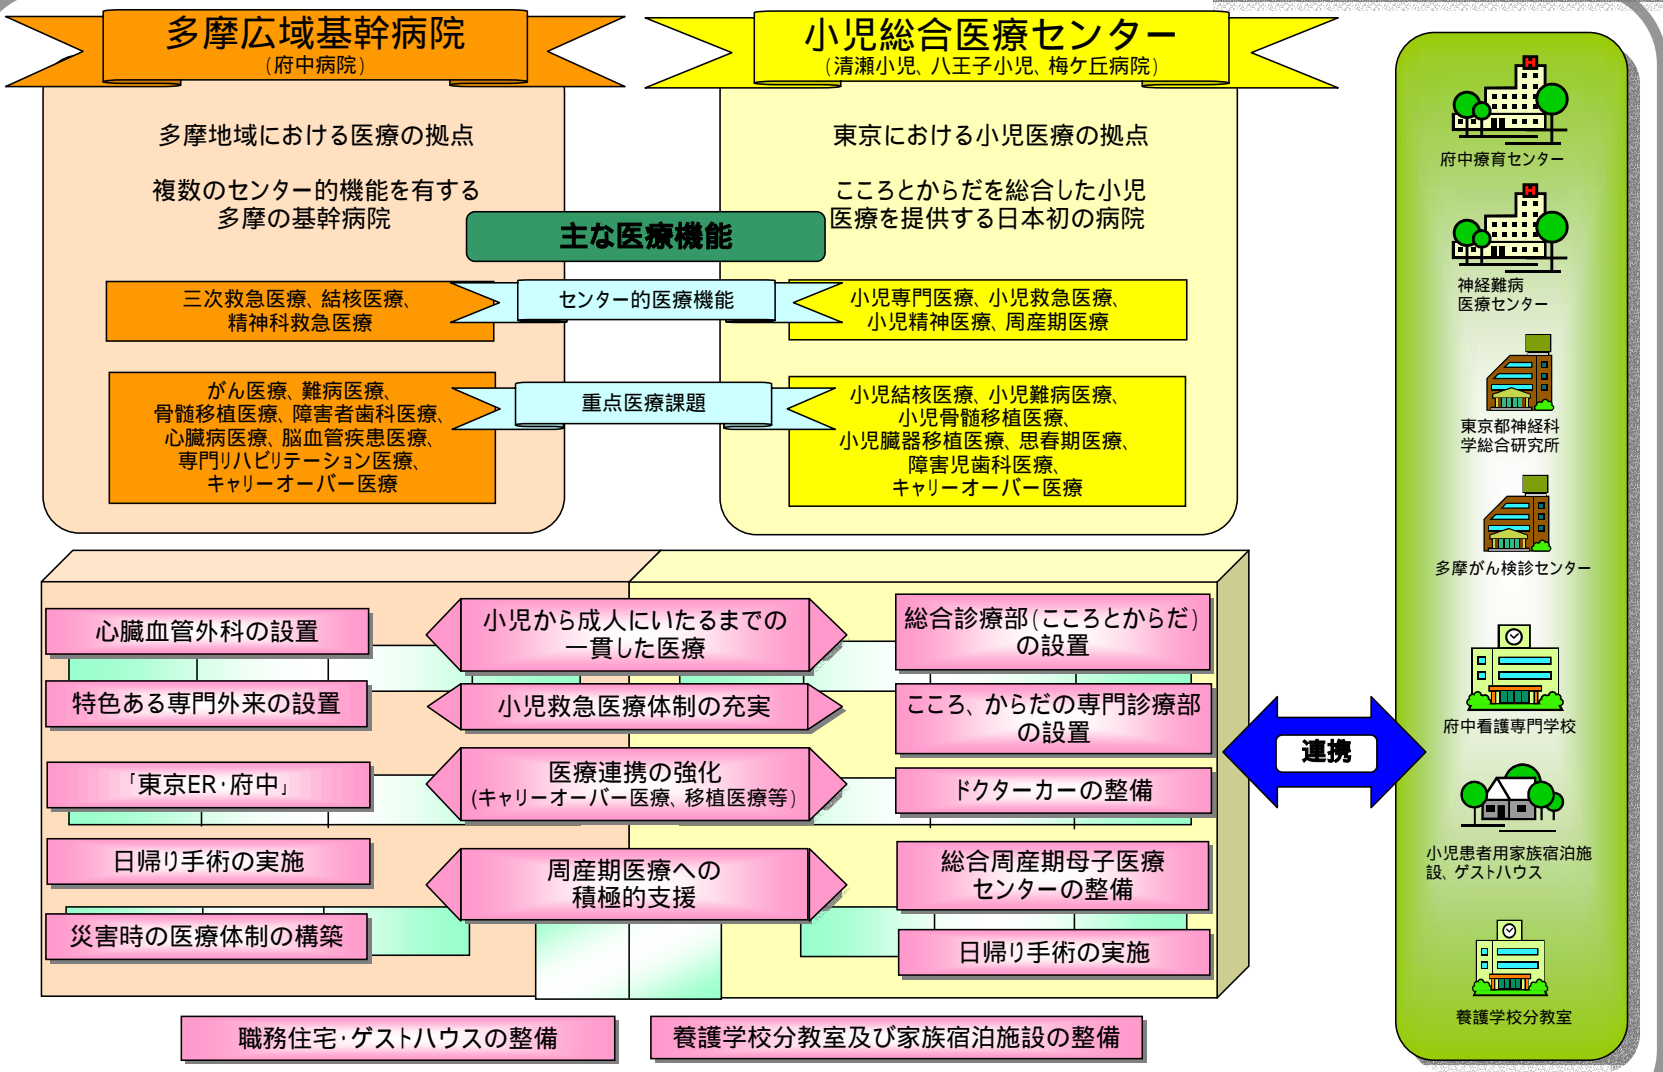 多摩広域基幹病院
(府中病院)
多摩地域における医療の拠点
複数のセンター的機能を有する
多摩の基幹病院
小児総合医療センター
(清瀬小児、八王子小児、梅ケ丘病院)
東京における小児医療の拠点
こころとからだを総合した小児
医療を提供する日本初の病院
主な医療機能
三次救急医療、結核医療、
精神科救急医療
センター的医療機能
小児専門医療、小児救急医療、
小児精神医療、周産期医療
がん医療、難病医療、
骨髄移植医療、障害者歯科医療、
心臓病医療、脳血管疾患医療、
専門リハビリテーション医療、
キャリーオーバー医療
重点医療課題
小児結核医療、小児難病医療、
小児骨髄移植医療、
小児臓器移植医療、思春期医療、
障害児歯科医療、
キャリーオーバー医療
心臓血管外科の設置
特色ある専門外来の設置
「東京ER・府中」
日帰り手術の実施
災害時の医療体制の構築
小児から成人にいたるまでの
一貫した医療
小児救急医療体制の充実
医療連携の強化
(キャリーオーバー医療、移植医療等)
周産期医療への
積極的支援
総合診療部(こころとからだ)
の設置
こころ、からだの専門診療部
の設置
ドクターカーの整備
総合周産期母子医療
センターの整備
日帰り手術の実施
職務住宅・ゲストハウスの整備
養護学校分教室及び家族宿泊施設の整備
連携
府中療育センター
神経難病
医療センター
東京都神経科
学総合研究所
多摩がん検診センター
府中看護専門学校
小児患者用家族宿泊施
設、ゲストハウス
養護学校分教室